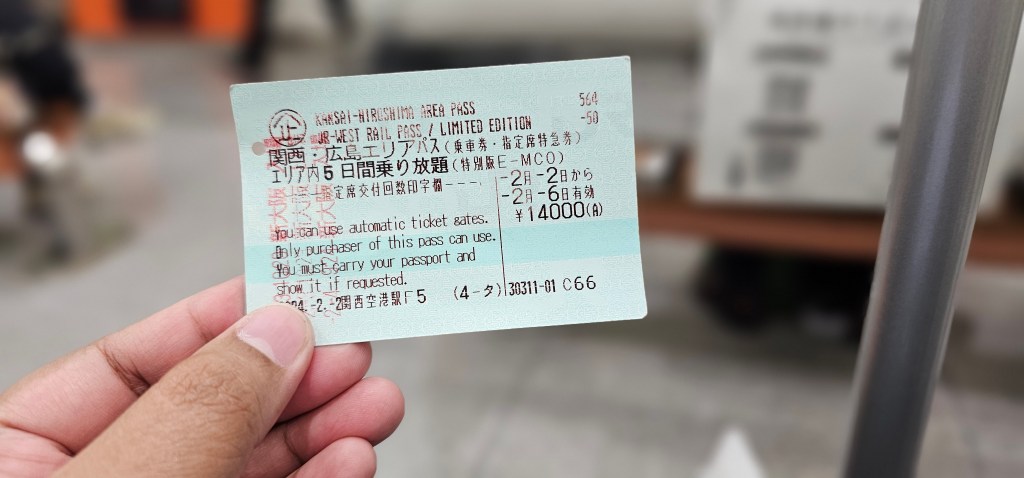 企
KANSAI-HIROSHIMA AREA PASS
564
JR-WEST RAIL PASS / LIMITED EDITION
-50
関西・広島エリアパス(乗車券・指定席特急券)
エリア内5日間乗り放題(特別版E-MCO)
指定席交付回数印字欄----
-2月-2日から
-2月-6日有効
¥14000(A)
You can use automatic ticket gates.
Only purchaser of this pass can use.
You must carry your passport and
show it if requested.
-2.-2関西空港駅F5 (4-タ) 30311-01 C66